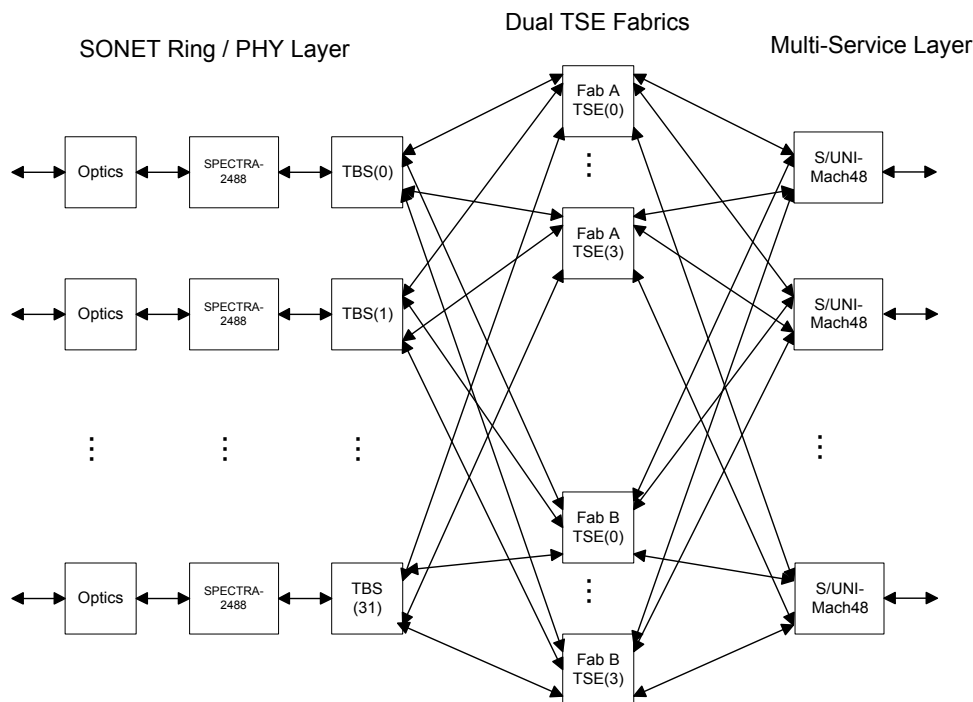 Dual TSE Fabrics
SONET Ring / PHY Layer
Multi-Service Layer
Fab A
TSE(0)
Optics
SPECTRA-
2488
TBS(0)
S/UNI-
Mach48
Fab A
TSE(3)
Optics
SPECTRA-
2488
TBS(1)
S/UNI-
Mach48
Fab B
TSE(0)
Optics
SPECTRA-
2488
TBS
(31)
S/UNI-
Mach48
Fab B
TSE(3)